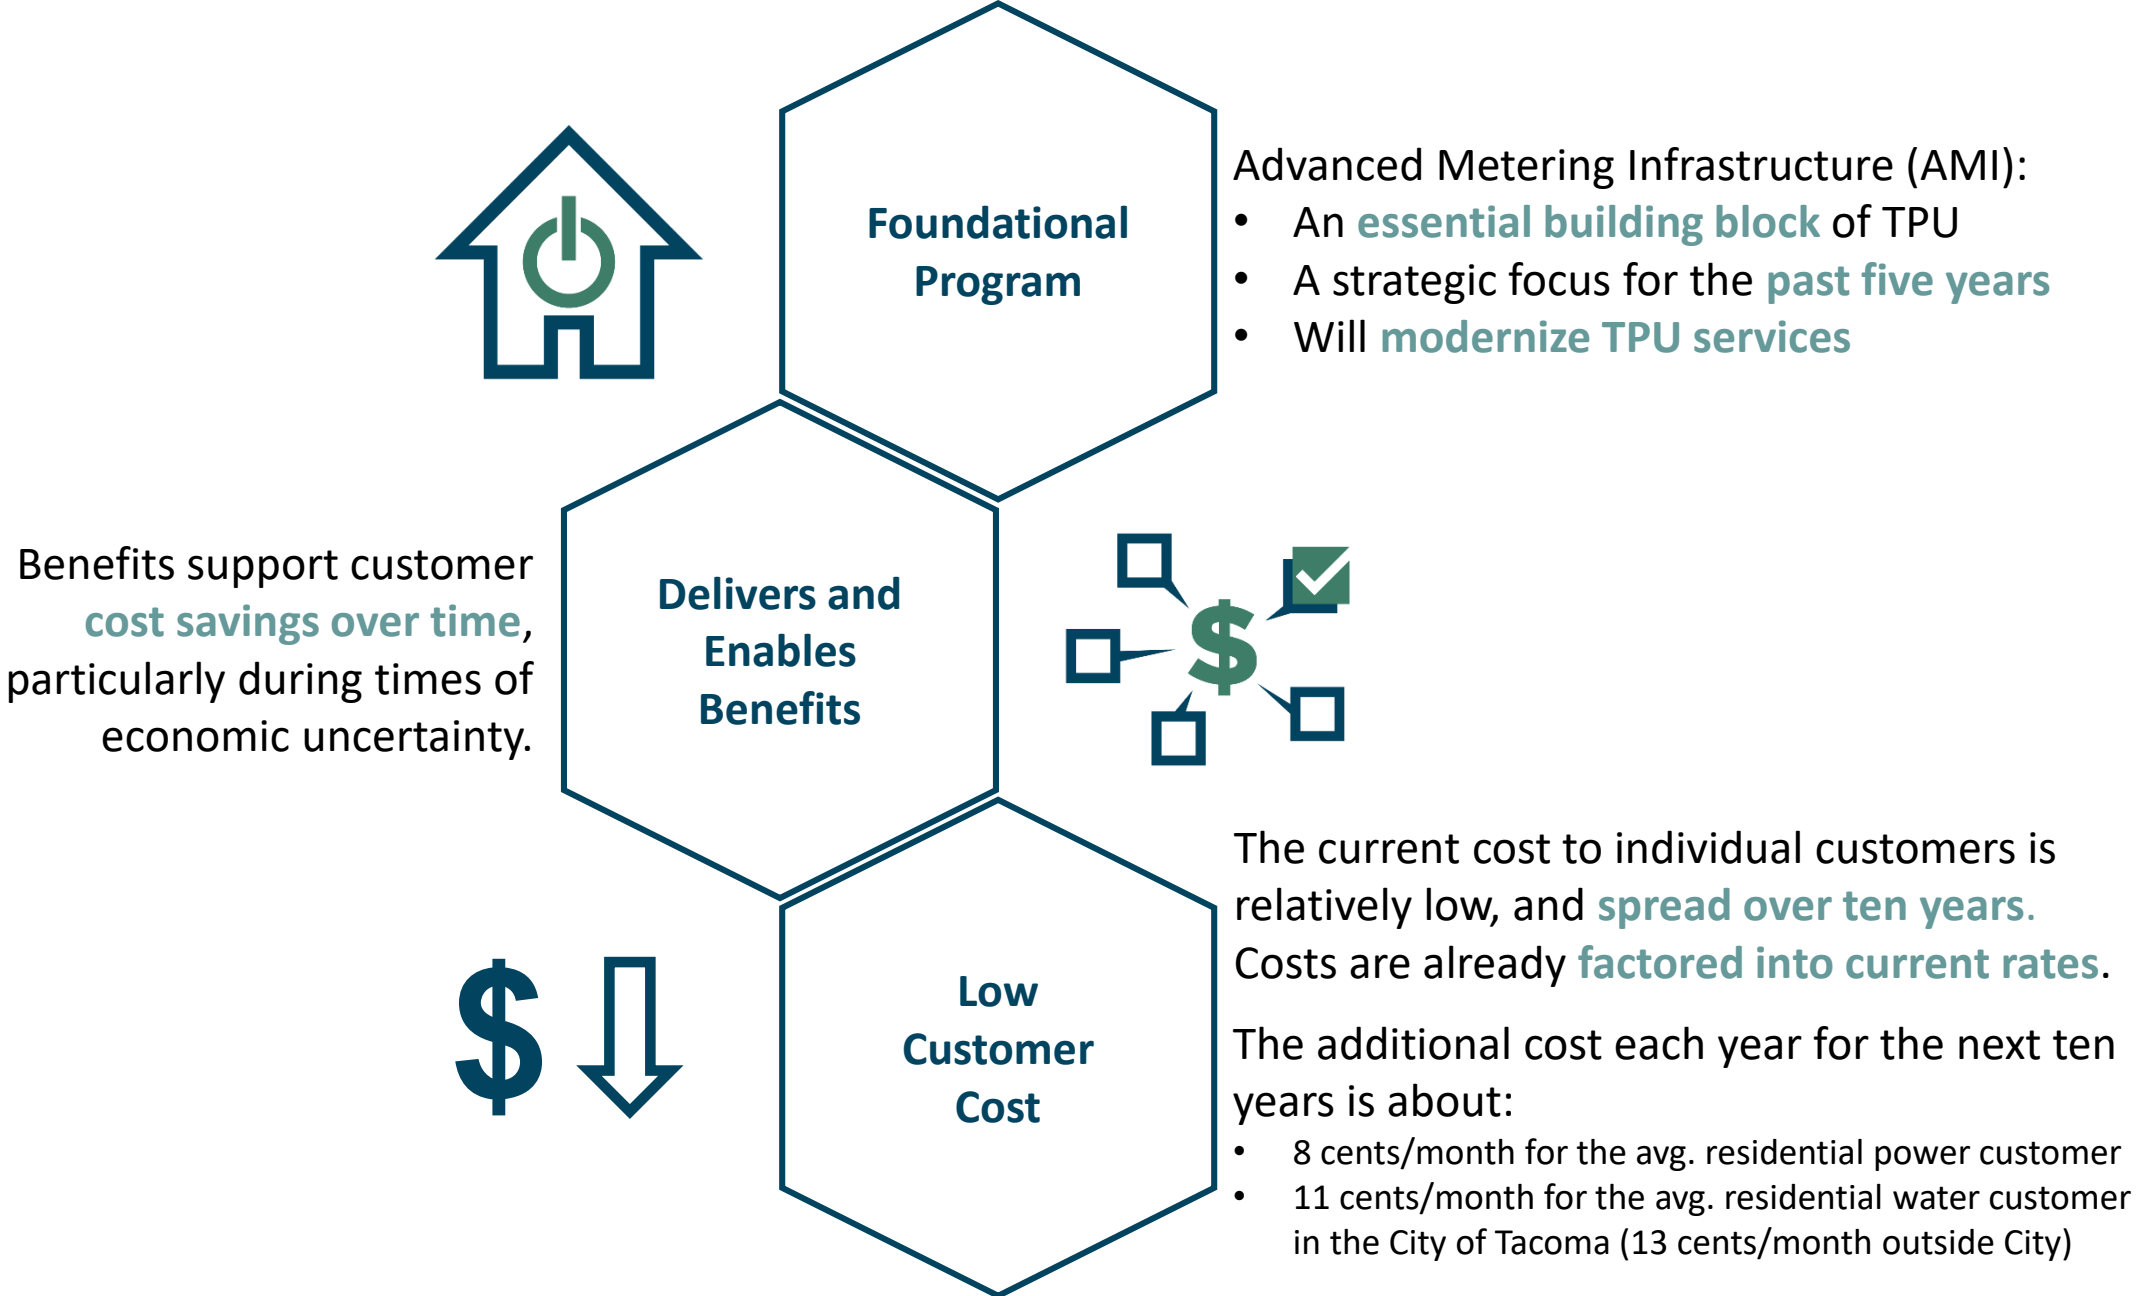 Foundational
Program
Advanced Metering Infrastructure (AMI):
• An essential building block of TPU
• A strategic focus for the past five years
• Will modernize TPU services
Benefits support customer
cost savings over time,
particularly during times of
economic uncertainty.
Delivers and
Enables
Benefits
$
Low
Customer
Cost
$
The current cost to individual customers is
relatively low, and spread over ten years.
Costs are already factored into current rates.
The additional cost each year for the next ten
years is about:
• 8 cents/month for the avg. residential power customer
• 11 cents/month for the avg. residential water customer
in the City of Tacoma (13 cents/month outside City)